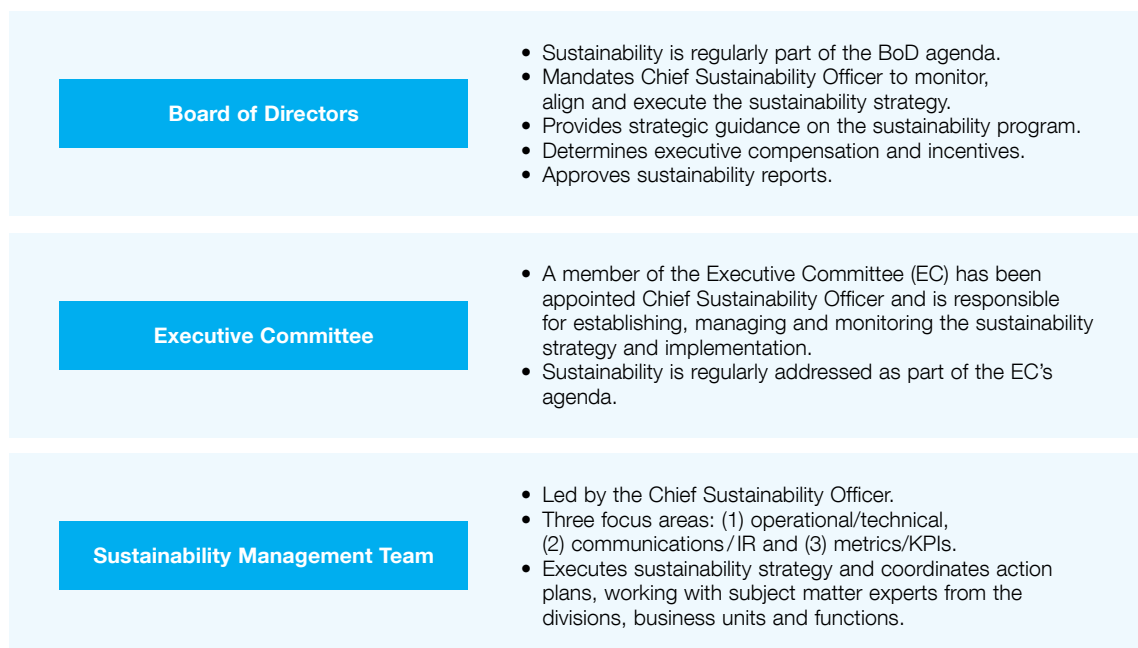 Board of Directors
• Sustainability is regularly part of the BoD agenda.
• Mandates Chief Sustainability Officer to monitor,
align and execute the sustainability strategy.
• Provides strategic guidance on the sustainability program.
• Determines executive compensation and incentives.
• Approves sustainability reports.
Executive Committee
• A member of the Executive Committee (EC) has been
appointed Chief Sustainability Officer and is responsible
for establishing, managing and monitoring the sustainability
strategy and implementation.
• Sustainability is regularly addressed as part of the EC’s
agenda.
Sustainability Management Team
• Led by the Chief Sustainability Officer.
• Three focus areas: (1) operational/technical,
(2) communications/IR and (3) metrics/KPIs.
• Executes sustainability strategy and coordinates action
plans, working with subject matter experts from the
divisions, business units and functions.